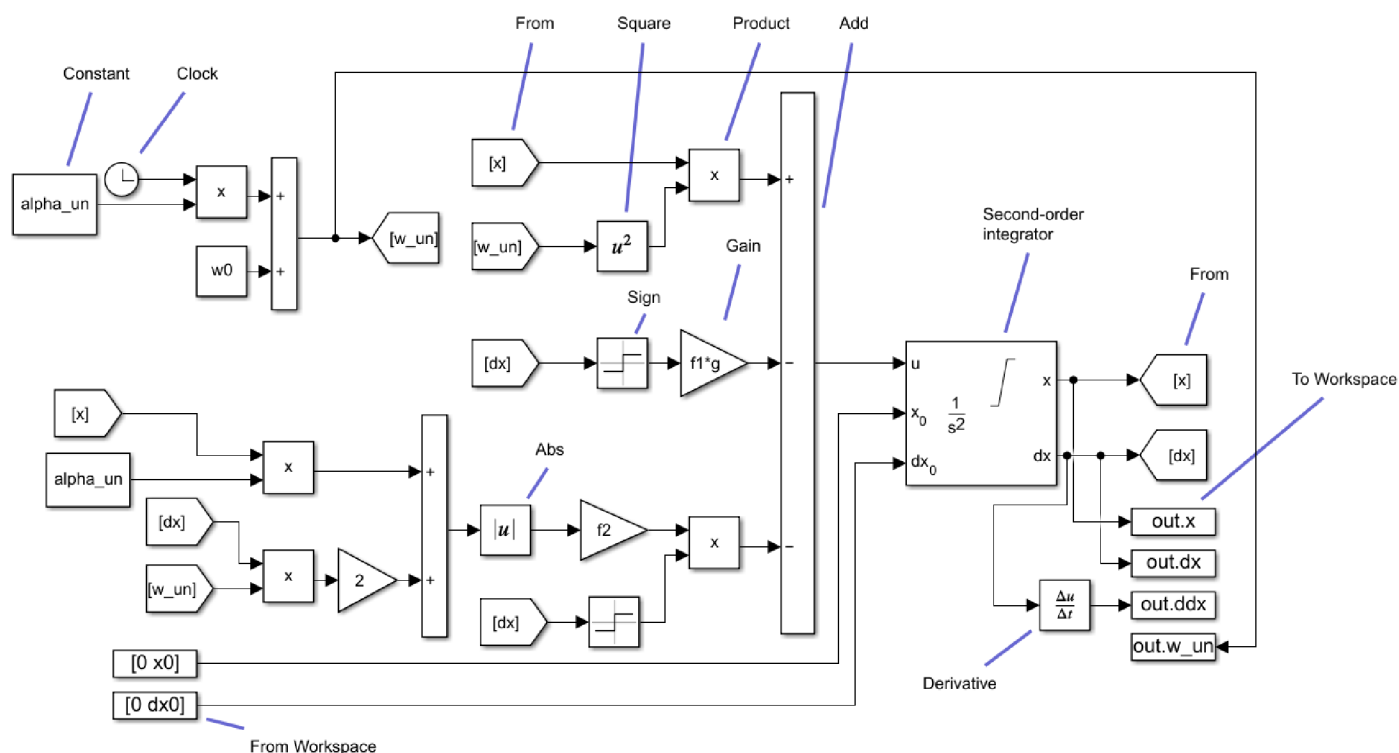 From
Square
Product
Add
Constant
Clock
[x]
x
x
+
alpha_un
+
Second-order
integrator
[w_un]
[w_un]
u²
Gain
w0
+
From
Sign
[dx]
f1*g
−
u
x
[x]
To Workspace
[x]
x₀
1
s²
Abs
dx
[dx]
x
+
dx₀
alpha_un
[dx]
|u|
f2
x
−
out.x
out.dx
[w_un]
x
2
+
Δu
Δt
out.ddx
[dx]
out.w_un
[0 x0]
Derivative
[0 dx0]
From Workspace